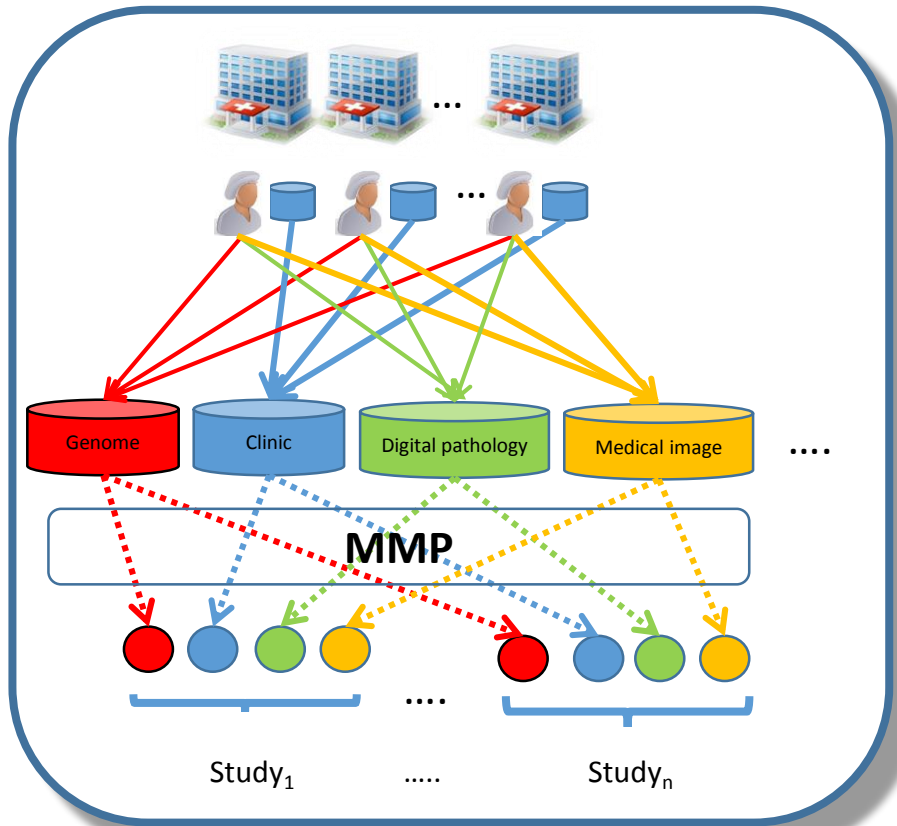 ...
...
Genome
Clinic
Digital pathology
Medical image
....
MMP
....
Study₁
.....
Studyₙ